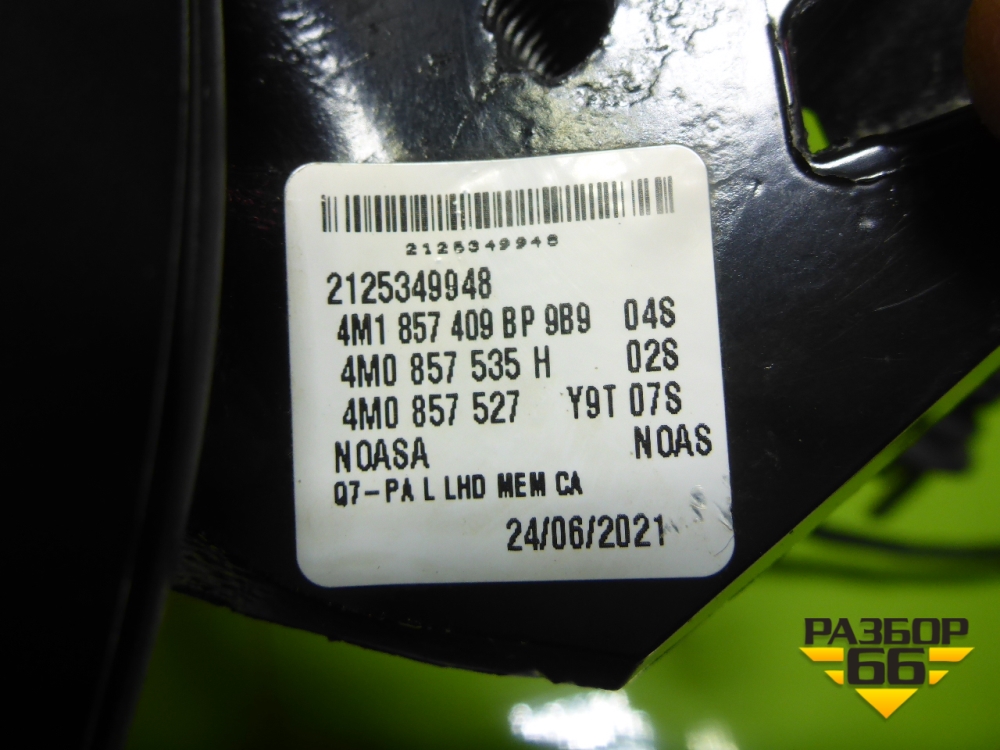 2125349948
2125349948
4M1 857 409 BP 9B9 04S
4M0 857 535 H 02S
4M0 857 527 Y9T 07S
NOASA NOAS
Q7-PA L LHD MEM CA
24/06/2021
РАЗБОР
66